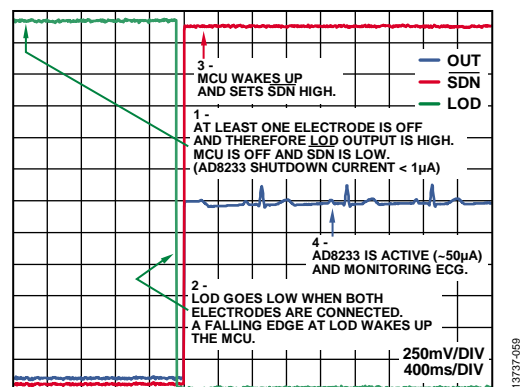 3 -
MCU WAKES UP
AND SETS SDN HIGH.
OUT
SDN
LOD
1 -
AT LEAST ONE ELECTRODE IS OFF
AND THEREFORE LOD OUTPUT IS HIGH.
MCU IS OFF AND SDN IS LOW.
(AD8233 SHUTDOWN CURRENT < 1µA)
4 -
AD8233 IS ACTIVE (~50µA)
AND MONITORING ECG.
2 -
LOD GOES LOW WHEN BOTH
ELECTRODES ARE CONNECTED.
A FALLING EDGE AT LOD WAKES UP
THE MCU.
250mV/DIV
400ms/DIV
13737-059